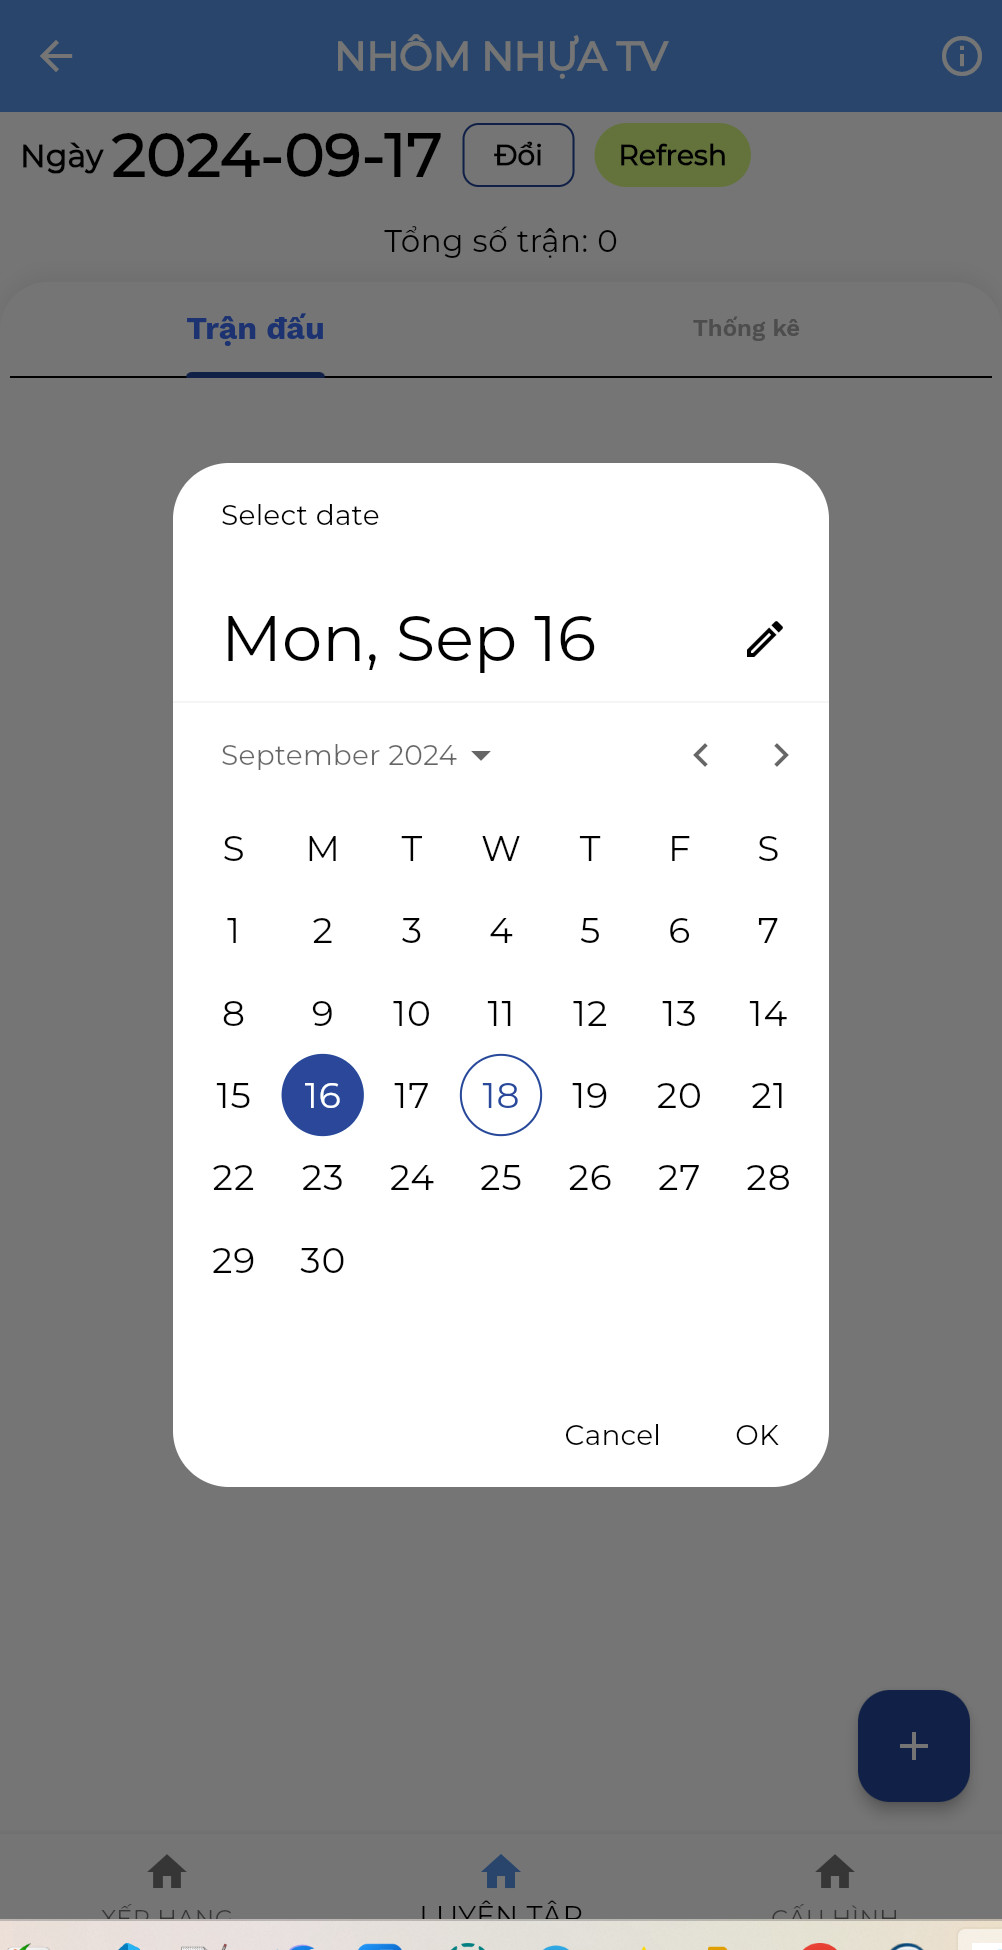 NHÔM NHỰA TV
Ngày 2024-09-17 Đổi Refresh
Tổng số trận: 0
Trận đấu Thống kê
Select date
Mon, Sep 16
September 2024
S M T W T F S
1 2 3 4 5 6 7
8 9 10 11 12 13 14
15 16 17 18 19 20 21
22 23 24 25 26 27 28
29 30
Cancel OK
XẾP HẠNG LUYỆN TẬP CẤU HÌNH